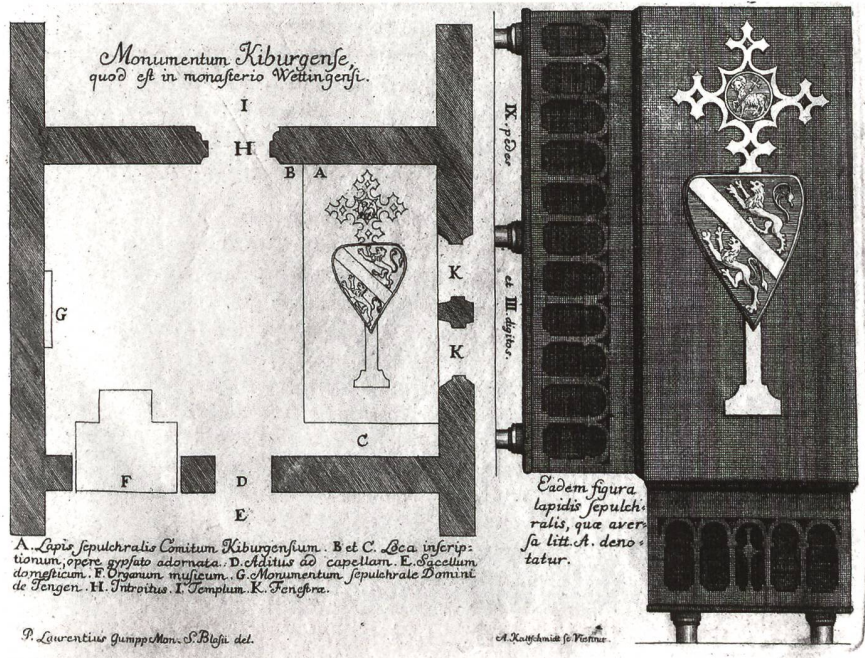 Monumentum Kiburgense,
quod est in monasterio Wettingensi.
I
H
B A
K
G
K
C
F
D
E
IX. pedes et III. digitos.
Eadem figura
lapidis sepulch-
ralis, quæ aver-
sa litt. A. deno-
tatur.
A. Lapis sepulchralis Comitum Kiburgensium. B et C. Loca inscrip-
tionum, opere gypsato adornata. D. Aditus ad capellam. E. Sacellum
domesticum. F. Organum musicum. G. Monumentum sepulchrale Domini
de Tengen. H. Introitus. I. Templum. K. Fenestræ.
P. Laurentius Gumpp Mon. S. Blasii del.
A. Kaltschmidt sc.